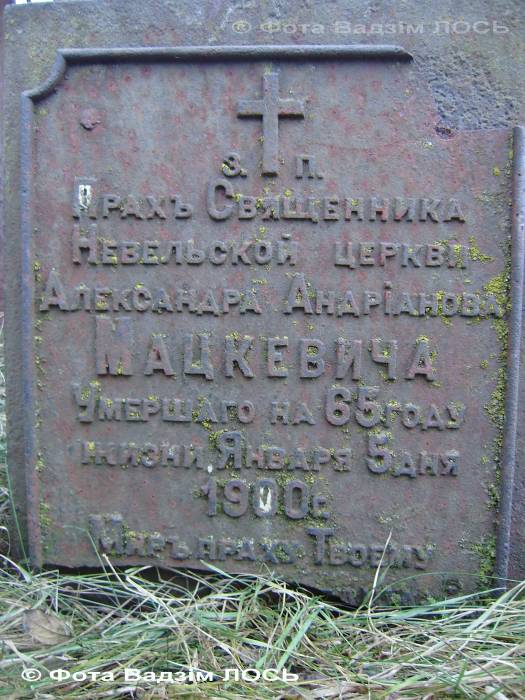 © Фота Вадзім ЛОСЬ
З. П.
Прахъ Священника
Невельской церкви
Александра Андріанова
Мацкевича
Умершаго на 65 году
жизни Января 5 дня
1900 г.
Миръ праху Твоему
© Фота Вадзім ЛОСЬ